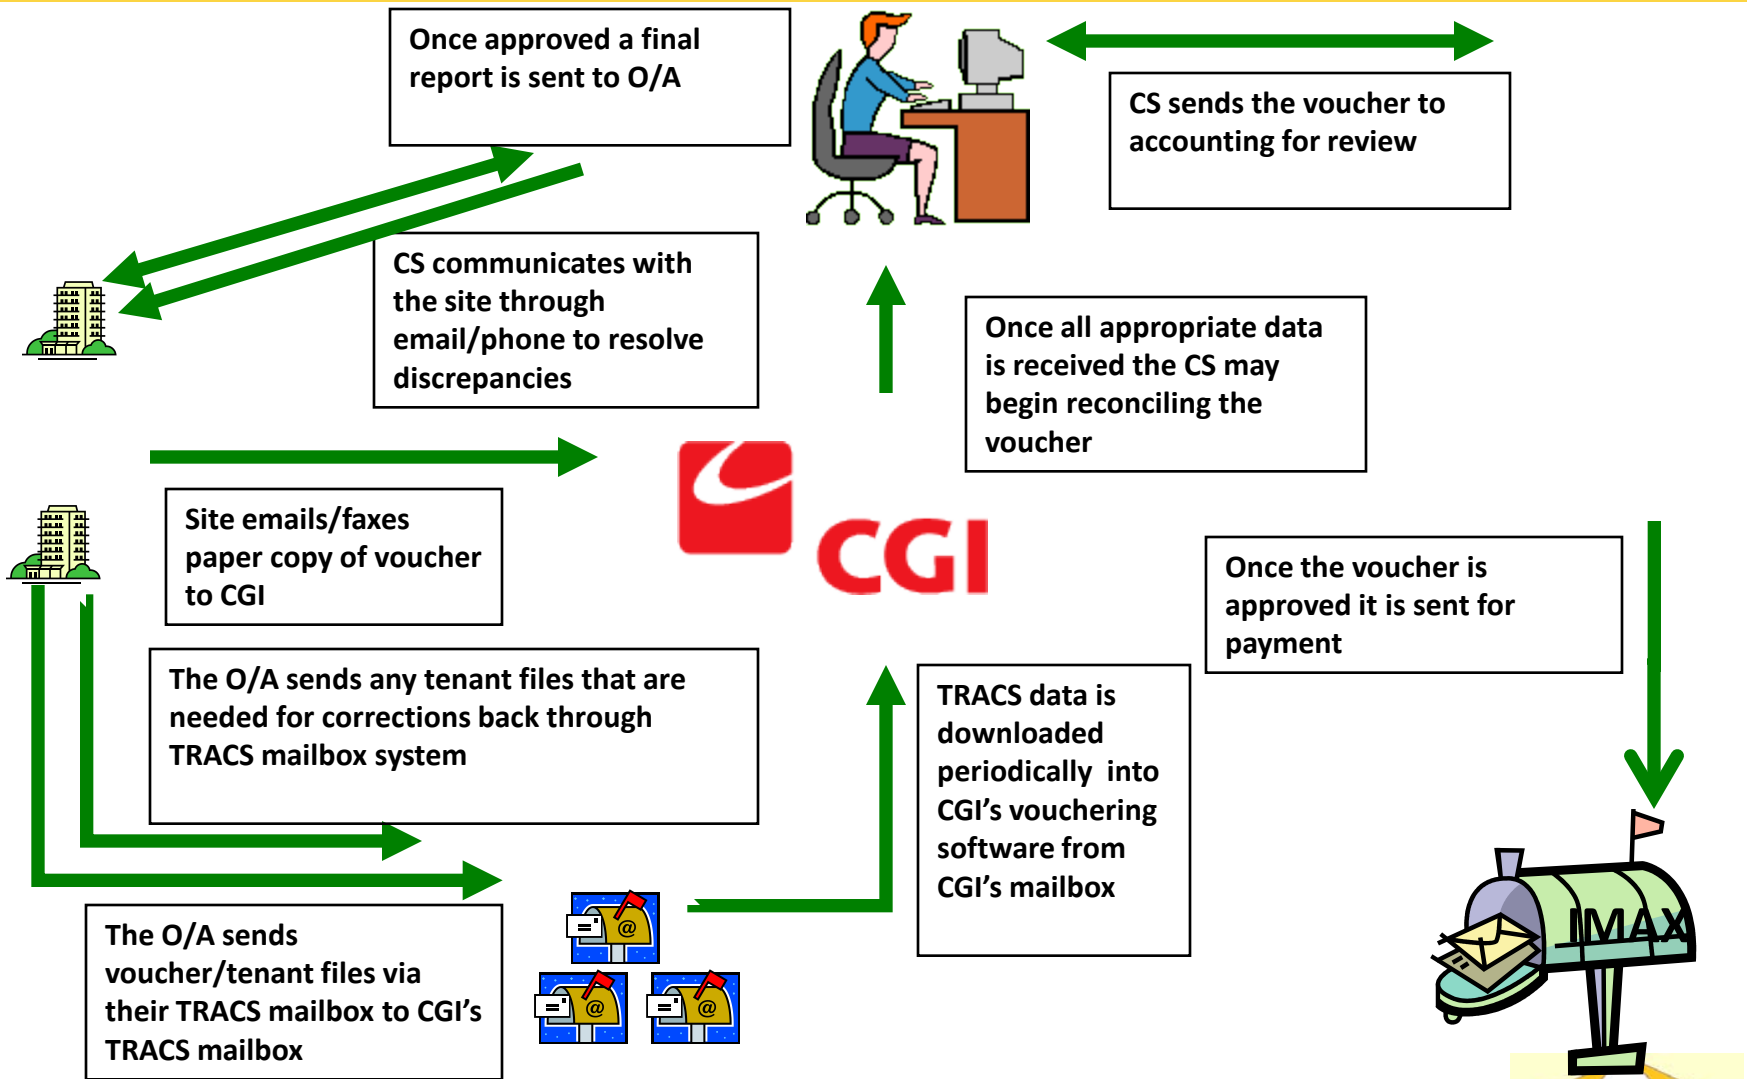 Once approved a final
report is sent to O/A
CS sends the voucher to
accounting for review
CS communicates with
the site through
email/phone to resolve
discrepancies
Once all appropriate data
is received the CS may
begin reconciling the
voucher
Site emails/faxes
paper copy of voucher
to CGI
CGI
Once the voucher is
approved it is sent for
payment
The O/A sends any tenant files that are
needed for corrections back through
TRACS mailbox system
TRACS data is
downloaded
periodically into
CGI’s vouchering
software from
CGI’s mailbox
The O/A sends
voucher/tenant files via
their TRACS mailbox to CGI’s
TRACS mailbox
@
@
@
IMAX